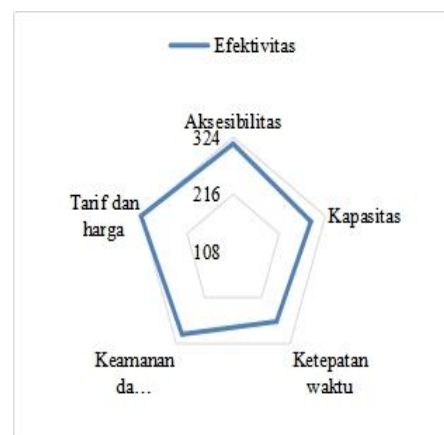 Efektivitas
Aksesibilitas
324
216
108
Kapasitas
Ketepatan
waktu
Keamanan
da...
Tarif dan
harga